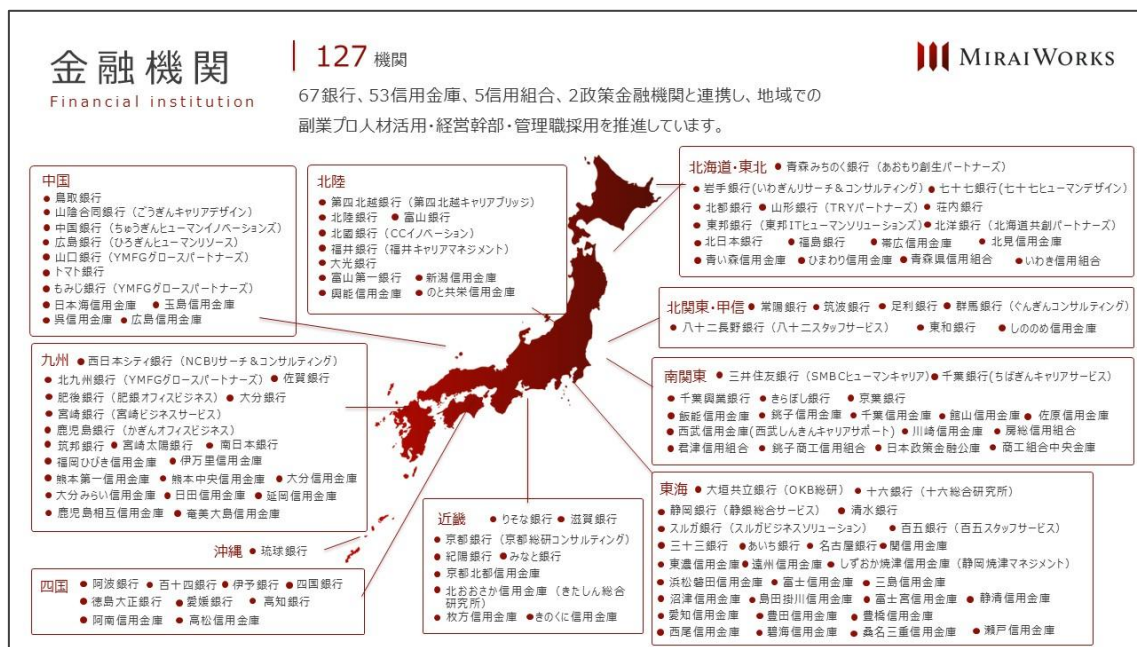 金融機関
Financial institution
127 機関
MIRAIWORKS
67銀行、53信用金庫、5信用組合、2政策金融機関と連携し、地域での
副業プロ人材活用・経営幹部・管理職採用を推進しています。
中国
● 鳥取銀行
● 山陰合同銀行（ごうぎんキャリアデザイン）
● 中国銀行（ちゅうぎんヒューマンイノベーションズ）
● 広島銀行（ひろぎんヒューマンリソース）
● 山口銀行（YMFGグロースパートナーズ）
● トマト銀行
● もみじ銀行（YMFGグロースパートナーズ）
● 日本海信用金庫 ● 玉島信用金庫
● 呉信用金庫 ● 広島信用金庫
北陸
● 第四北越銀行（第四北越キャリアブリッジ）
● 北陸銀行 ● 富山銀行
● 北國銀行（CCイノベーション）
● 福井銀行（福井キャリアマネジメント）
● 大光銀行
● 富山第一銀行 ● 新潟信用金庫
● 興能信用金庫 ● のと共栄信用金庫
北海道・東北 ● 青森みちのく銀行（あおもり創生パートナーズ）
● 岩手銀行(いわぎんリサーチ＆コンサルティング) ● 七十七銀行(七十七ヒューマンデザイン)
● 北都銀行 ● 山形銀行（TRYパートナーズ） ● 荘内銀行
● 東邦銀行（東邦ITヒューマンソリューションズ） ● 北洋銀行（北海道共創パートナーズ）
● 北日本銀行 ● 福島銀行 ● 帯広信用金庫 ● 北見信用金庫
● 青い森信用金庫 ● ひまわり信用金庫 ● 青森県信用組合 ● いわき信用組合
北関東・甲信 ● 常陽銀行 ● 筑波銀行 ● 足利銀行 ● 群馬銀行（ぐんぎんコンサルティング）
● 八十二長野銀行（八十二スタッフサービス） ● 東和銀行 ● しののめ信用金庫
九州 ● 西日本シティ銀行（NCBリサーチ＆コンサルティング）
● 北九州銀行（YMFGグロースパートナーズ） ● 佐賀銀行
● 肥後銀行（肥銀オフィスビジネス） ● 大分銀行
● 宮崎銀行（宮崎ビジネスサービス）
● 鹿児島銀行（かぎんオフィスビジネス）
● 筑邦銀行 ● 宮崎太陽銀行 ● 南日本銀行
● 福岡ひびき信用金庫 ● 伊万里信用金庫
● 熊本第一信用金庫 ● 熊本中央信用金庫 ● 大分信用金庫
● 大分みらい信用金庫 ● 日田信用金庫 ● 延岡信用金庫
● 鹿児島相互信用金庫 ● 奄美大島信用金庫
南関東 ● 三井住友銀行（SMBCヒューマンキャリア） ● 千葉銀行(ちばぎんキャリアサービス)
● 千葉興業銀行 ● きらぼし銀行 ● 京葉銀行
● 飯能信用金庫 ● 銚子信用金庫 ● 千葉信用金庫 ● 館山信用金庫 ● 佐原信用金庫
● 西武信用金庫(西武しんきんキャリアサポート) ● 川崎信用金庫 ● 房総信用組合
● 君津信用組合 ● 銚子商工信用組合 ● 日本政策金融公庫 ● 商工組合中央金庫
東海 ● 大垣共立銀行（OKB総研） ● 十六銀行（十六総合研究所）
● 静岡銀行（静銀総合サービス） ● 清水銀行
● スルガ銀行（スルガビジネスソリューション） ● 百五銀行（百五スタッフサービス）
● 三十三銀行 ● あいち銀行 ● 名古屋銀行 ● 関信用金庫
● 東濃信用金庫 ● 遠州信用金庫 ● しずおか焼津信用金庫（静岡焼津マネジメント）
● 浜松磐田信用金庫 ● 富士信用金庫 ● 三島信用金庫
● 沼津信用金庫 ● 島田掛川信用金庫 ● 富士宮信用金庫 ● 静清信用金庫
● 愛知信用金庫 ● 豊田信用金庫 ● 豊橋信用金庫
● 西尾信用金庫 ● 碧海信用金庫 ● 桑名三重信用金庫 ● 瀬戸信用金庫
近畿 ● りそな銀行 ● 滋賀銀行
● 京都銀行（京都総研コンサルティング）
● 紀陽銀行 ● みなと銀行
● 京都北都信用金庫
● 北おおさか信用金庫（きたしん総合
研究所）
● 枚方信用金庫 ● きのくに信用金庫
沖縄 ● 琉球銀行
四国 ● 阿波銀行 ● 百十四銀行 ● 伊予銀行 ● 四国銀行
● 徳島大正銀行 ● 愛媛銀行 ● 高知銀行
● 阿南信用金庫 ● 高松信用金庫